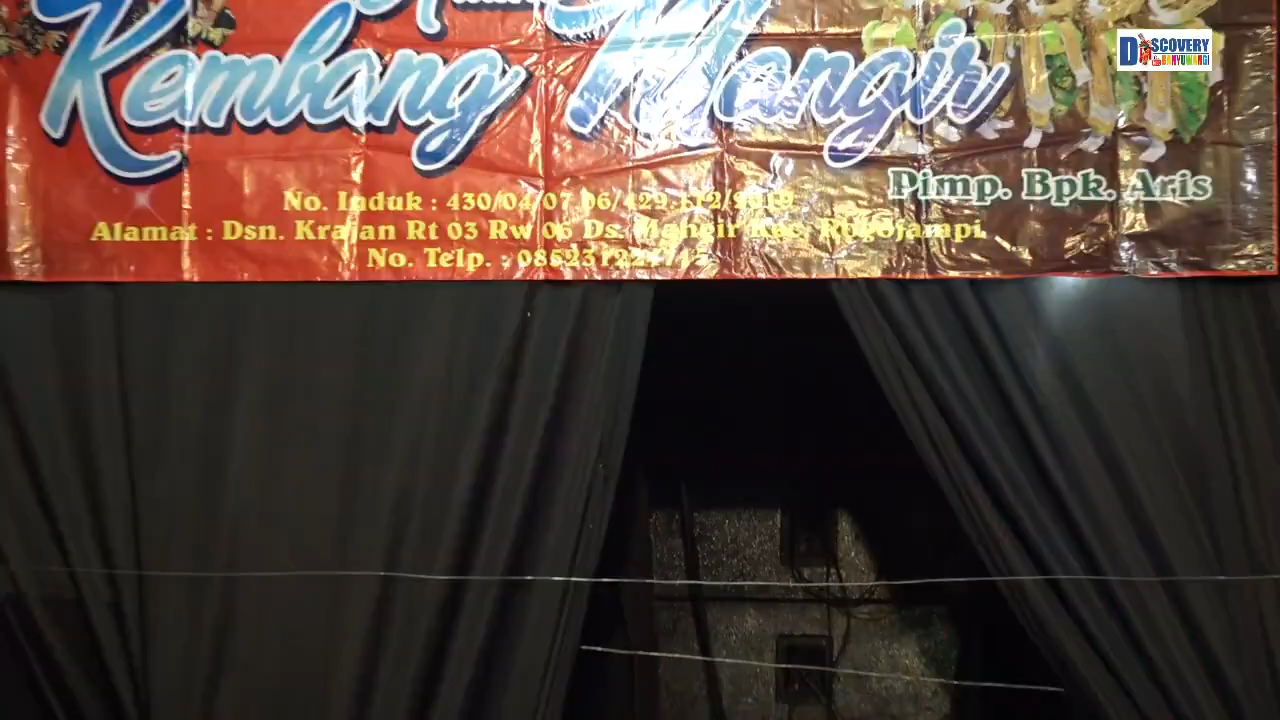 Kembang Mangir
DISCOVERY
BANYUWANGI
Pimp. Bpk. Aris
No. Induk : 430/04/07.06/429.112/2019
Alamat : Dsn. Krajan Rt 03 Rw 06 Ds. Mangir Kec. Rogojampi
No. Telp. :